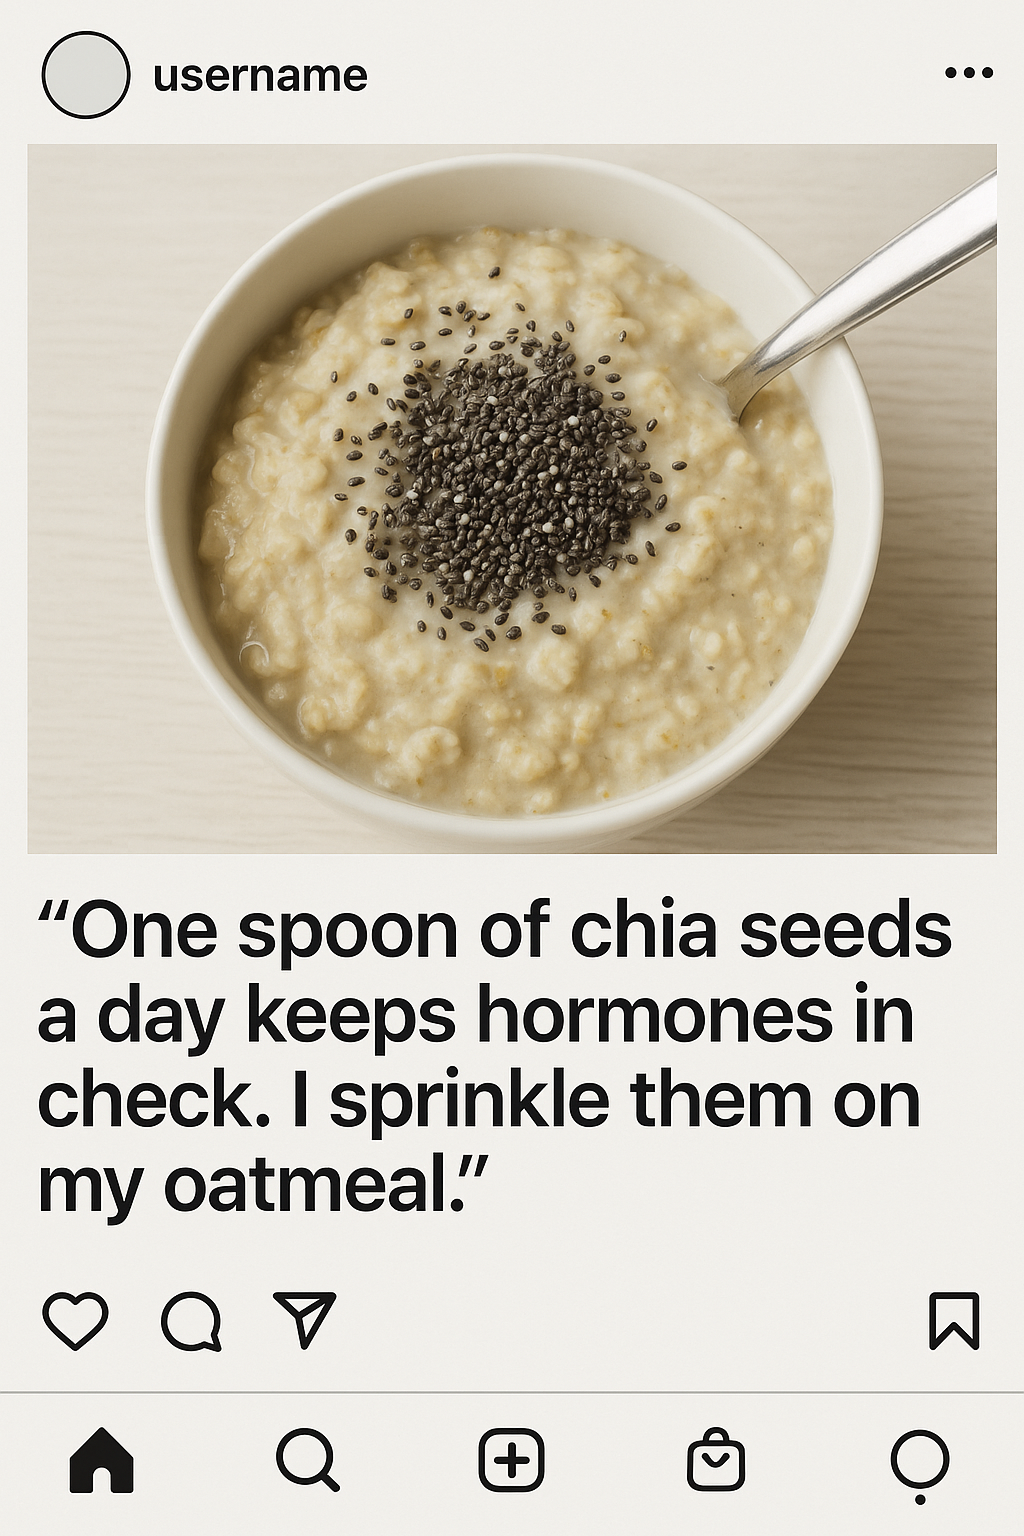 username
“One spoon of chia seeds
a day keeps hormones in
check. I sprinkle them on
my oatmeal.”